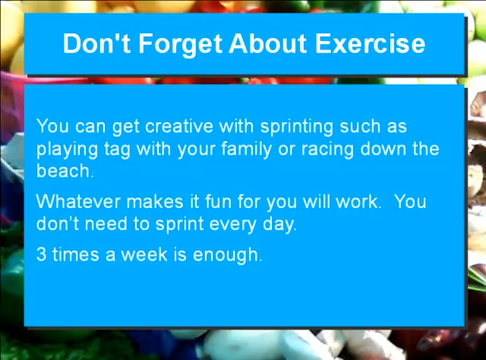 Don't Forget About Exercise
You can get creative with sprinting such as
playing tag with your family or racing down the
beach.
Whatever makes it fun for you will work.  You
don't need to sprint every day.
3 times a week is enough.